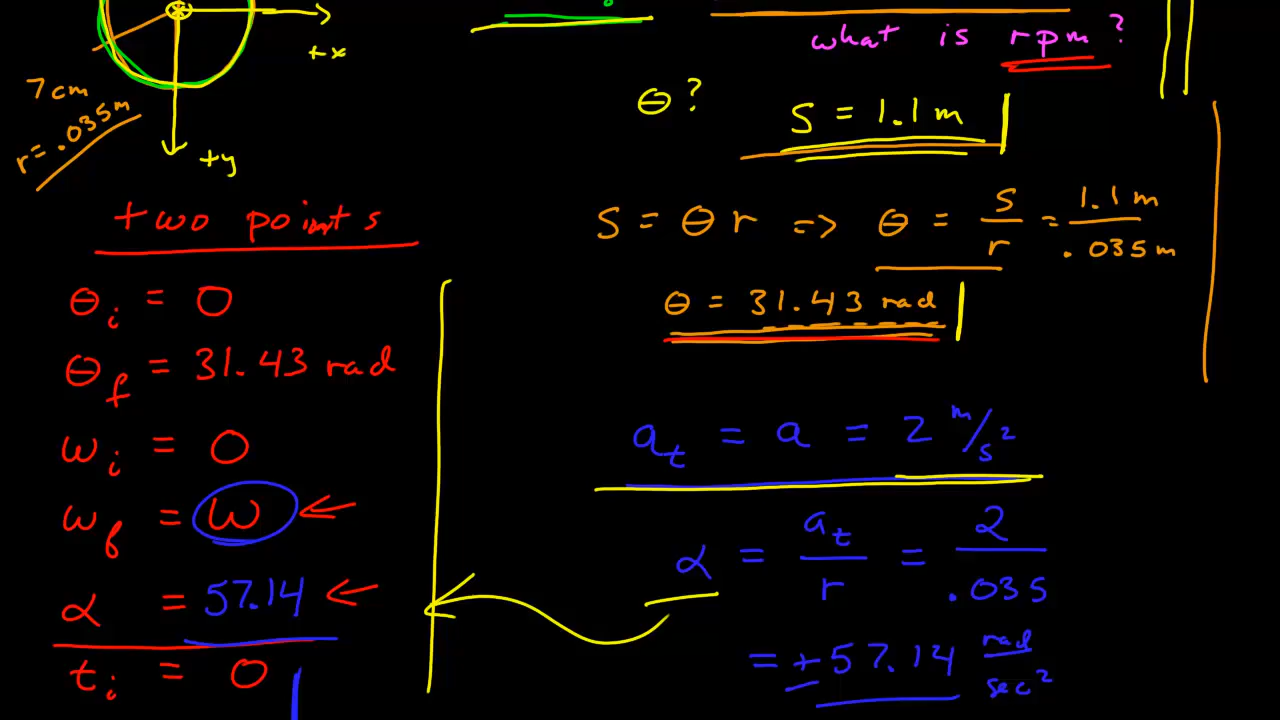 +x
what is rpm?
7cm
r = .035m
+y
θ? S = 1.1 m
two points
S = θ r => θ = S/r = 1.1 m/.035 m
θi = 0
θ = 31.43 rad
θf = 31.43 rad
ωi = 0
at = a = 2 m/s²
ωf = ω
α = at/r = 2/.035
α = 57.14
= +57.14 rad/sec²
ti = 0